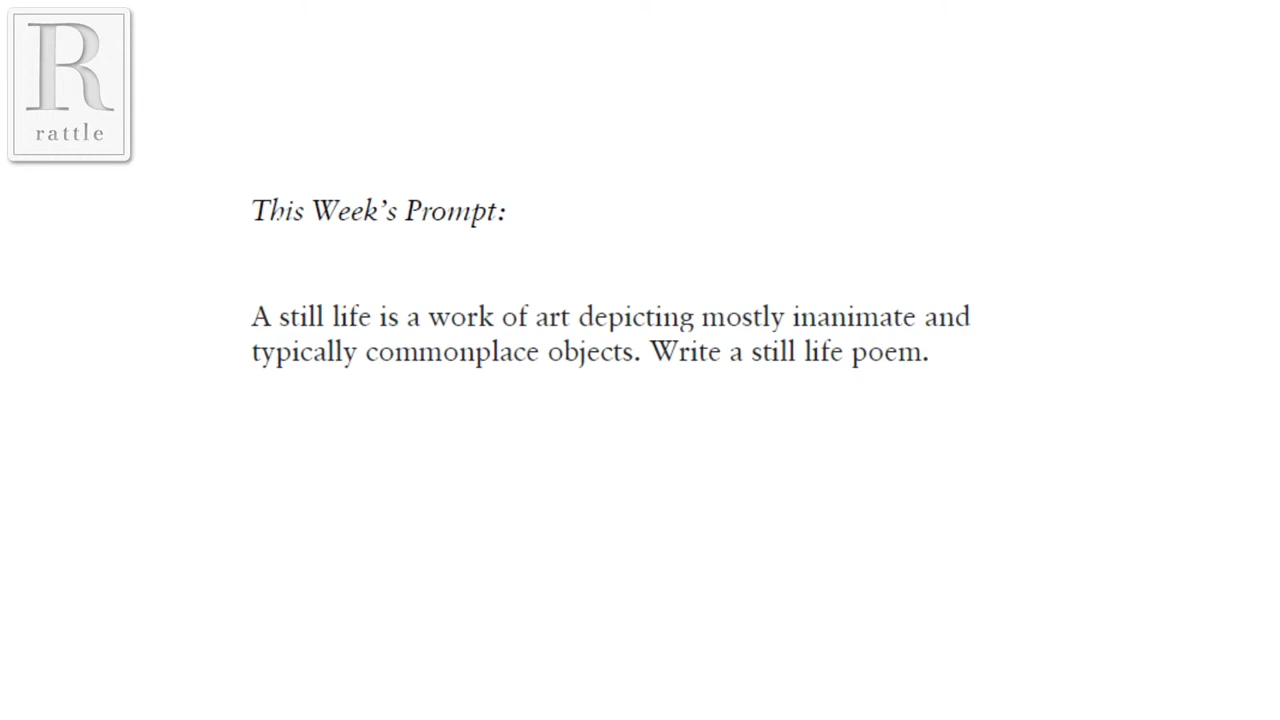 R
rattle
This Week's Prompt:
A still life is a work of art depicting mostly inanimate and
typically commonplace objects. Write a still life poem.